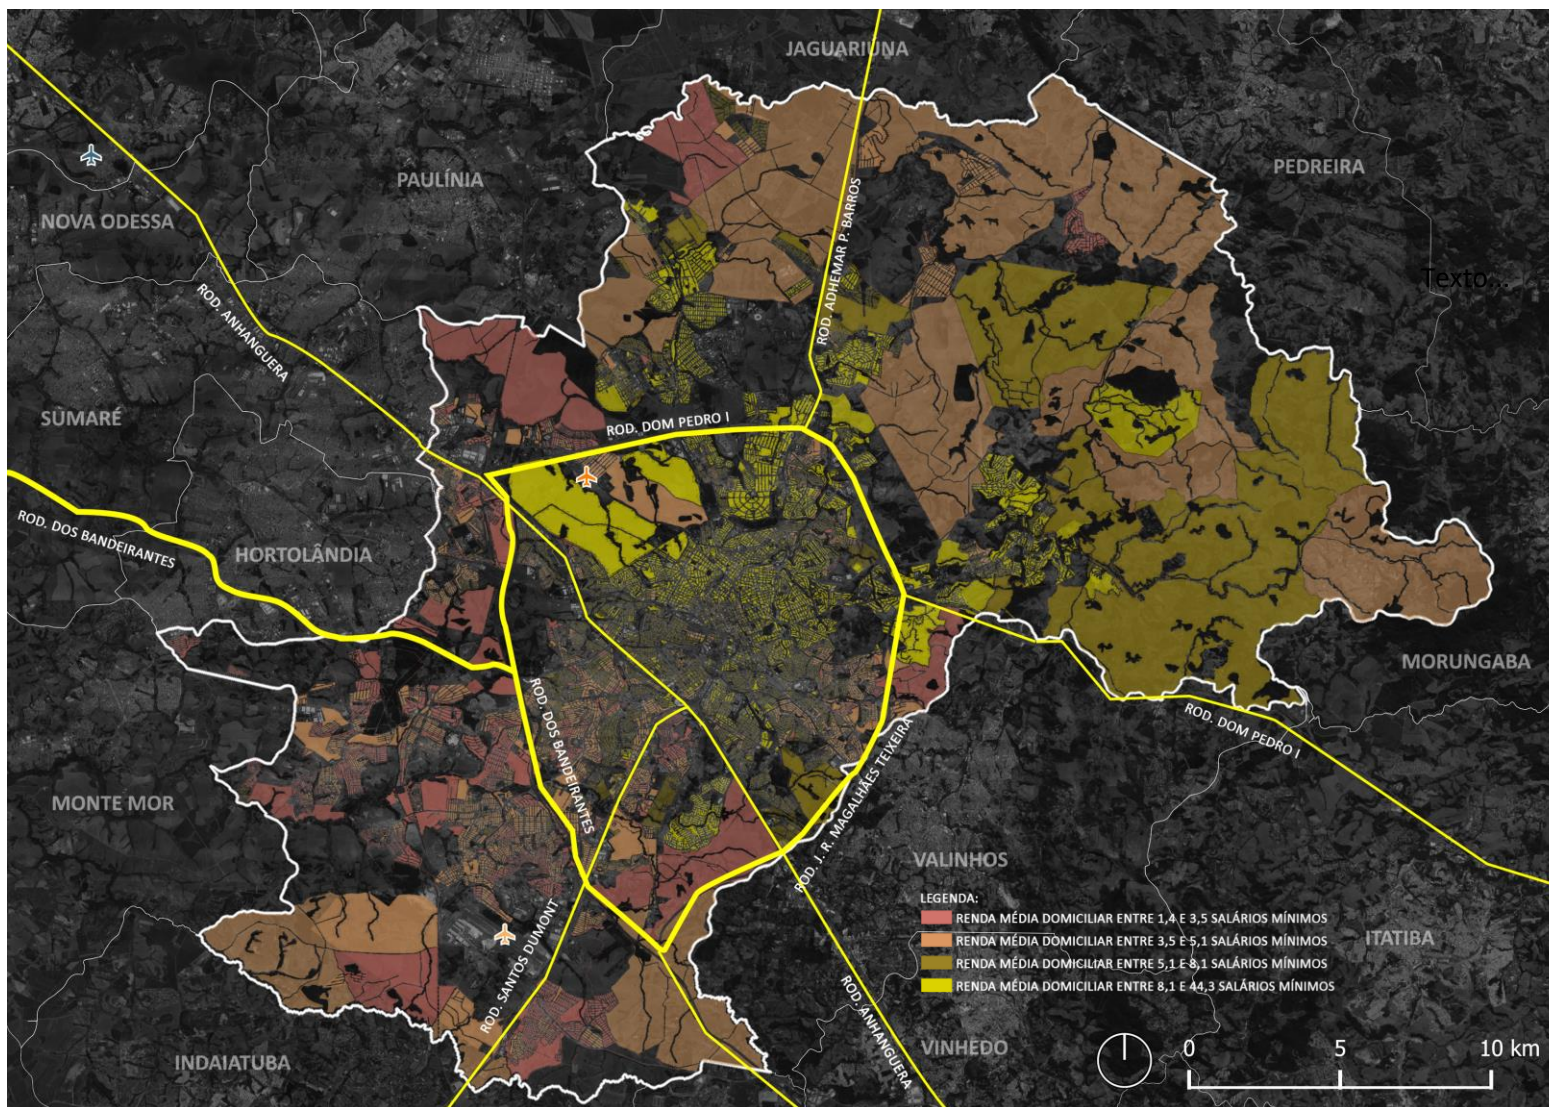 JAGUARIUNA
PEDREIRA
PAULÍNIA
NOVA ODESSA
ROD. ADHEMAR P. BARROS
Texto...
ROD. ANHANGUERA
SUMARÉ
ROD. DOM PEDRO I
ROD. DOS BANDEIRANTES
HORTOLÂNDIA
MORUNGABA
ROD. DOM PEDRO I
ROD. DOS BANDEIRANTES
MONTE MOR
ROD. J. R. MAGALHÃES TEIXEIRA
VALINHOS
LEGENDA:
RENDA MÉDIA DOMICILIAR ENTRE 1,4 E 3,5 SALÁRIOS MÍNIMOS
RENDA MÉDIA DOMICILIAR ENTRE 3,5 E 5,1 SALÁRIOS MÍNIMOS
RENDA MÉDIA DOMICILIAR ENTRE 5,1 E 8,1 SALÁRIOS MÍNIMOS
RENDA MÉDIA DOMICILIAR ENTRE 8,1 E 44,3 SALÁRIOS MÍNIMOS
ITATIBA
ROD. SANTOS DUMONT
ROD. ANHANGUERA
INDAIATUBA
VINHEDO
0 5 10 km